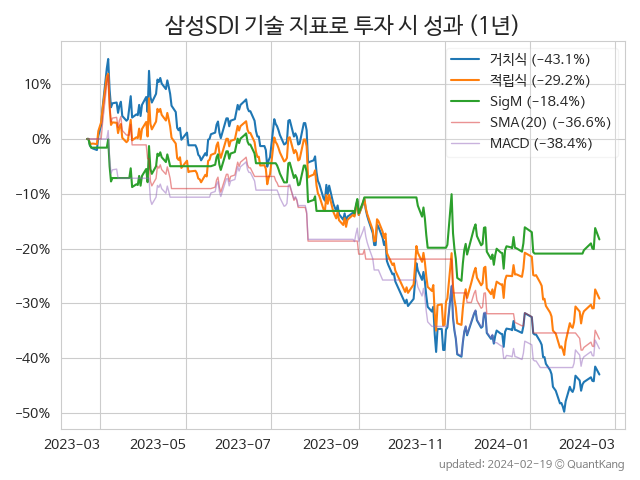 삼성SDI 기술 지표로 투자 시 성과 (1년)
거치식 (−43.1%)
적립식 (−29.2%)
SigM (−18.4%)
SMA(20) (−36.6%)
MACD (−38.4%)
10%
0%
−10%
−20%
−30%
−40%
−50%
2023-03 2023-05 2023-07 2023-09 2023-11 2024-01 2024-03
updated: 2024-02-19 © QuantKang